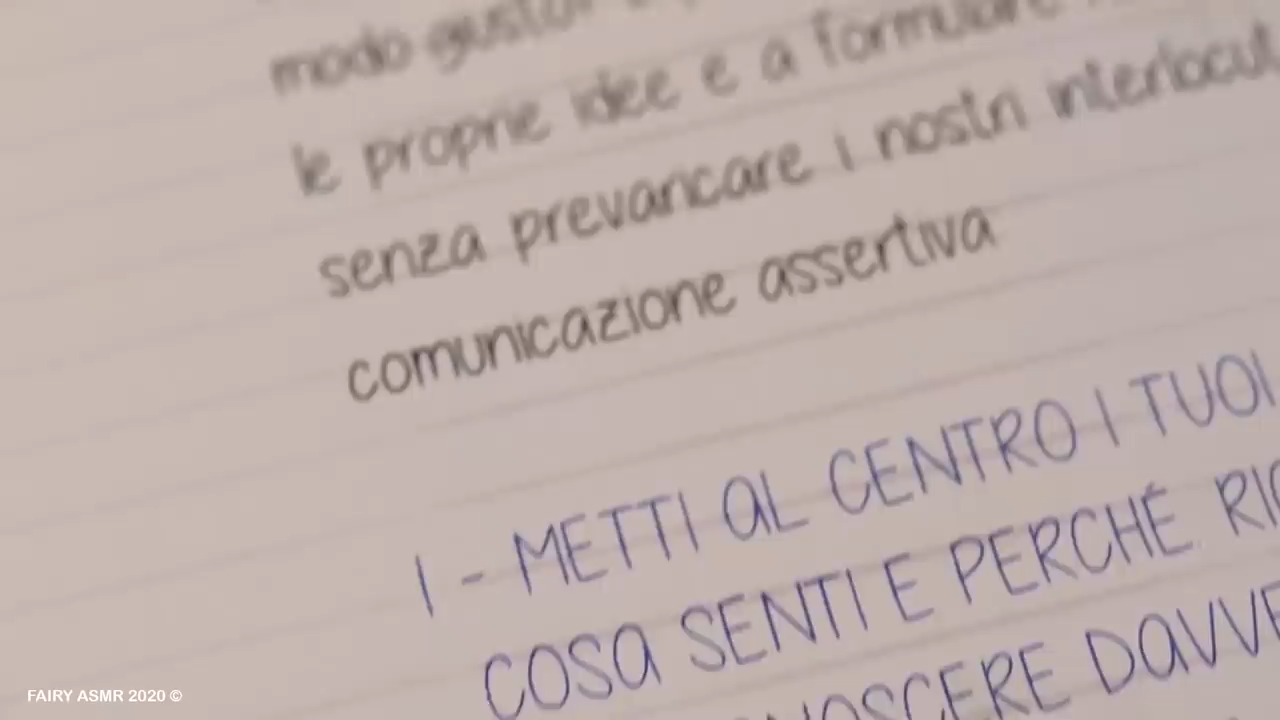 modo
le proprie idee e a formulare
senza prevaricare i nostri
comunicazione assertiva
1 - METTI AL CENTRO I TUOI
COSA SENTI E PERCHÉ
FAIRY ASMR 2020 ©